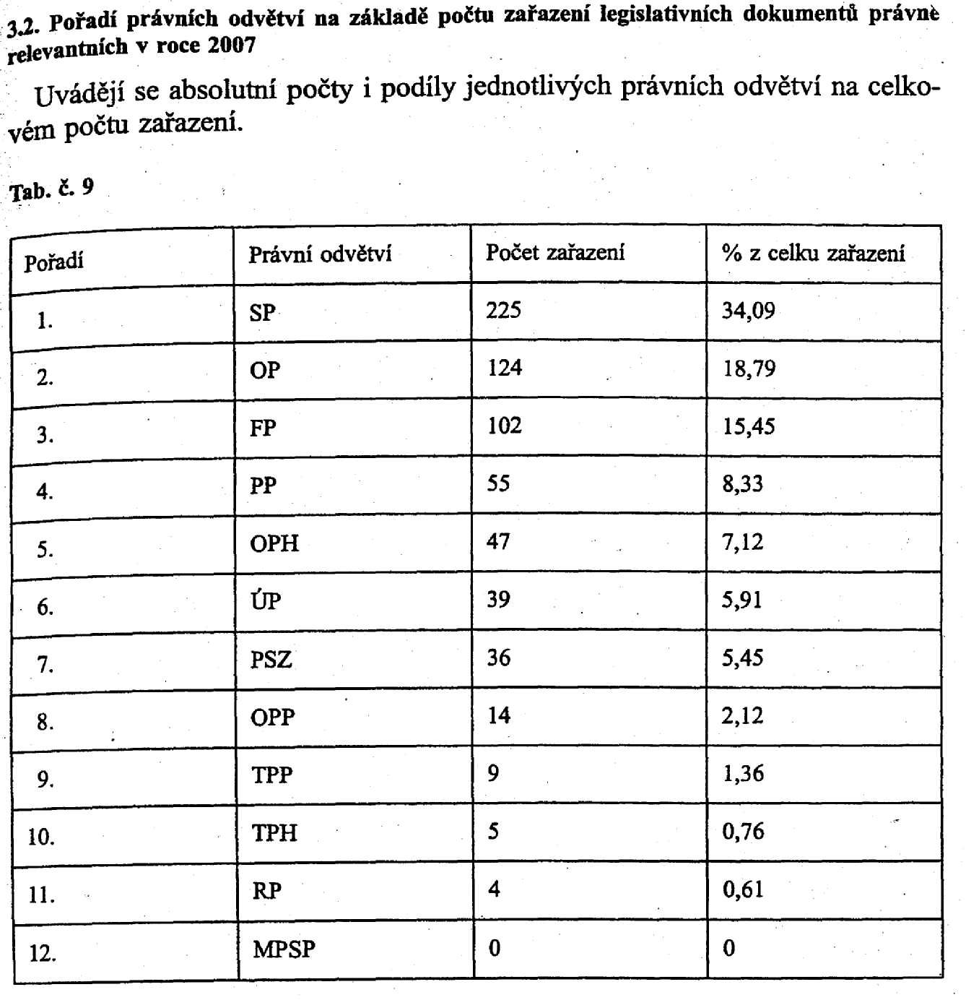 3.2. Pořadí právních odvětví na základě počtu zařazení legislativních dokumentů právně
relevantních v roce 2007
Uvádějí se absolutní počty i podíly jednotlivých právních odvětví na celko-
vém počtu zařazení.
Tab. č. 9
Pořadí Právní odvětví Počet zařazení % z celku zařazení
1. SP 225 34,09
2. OP 124 18,79
3. FP 102 15,45
4. PP 55 8,33
5. OPH 47 7,12
6. ÚP 39 5,91
7. PSZ 36 5,45
8. OPP 14 2,12
9. TPP 9 1,36
10. TPH 5 0,76
11. RP 4 0,61
12. MPSP 0 0